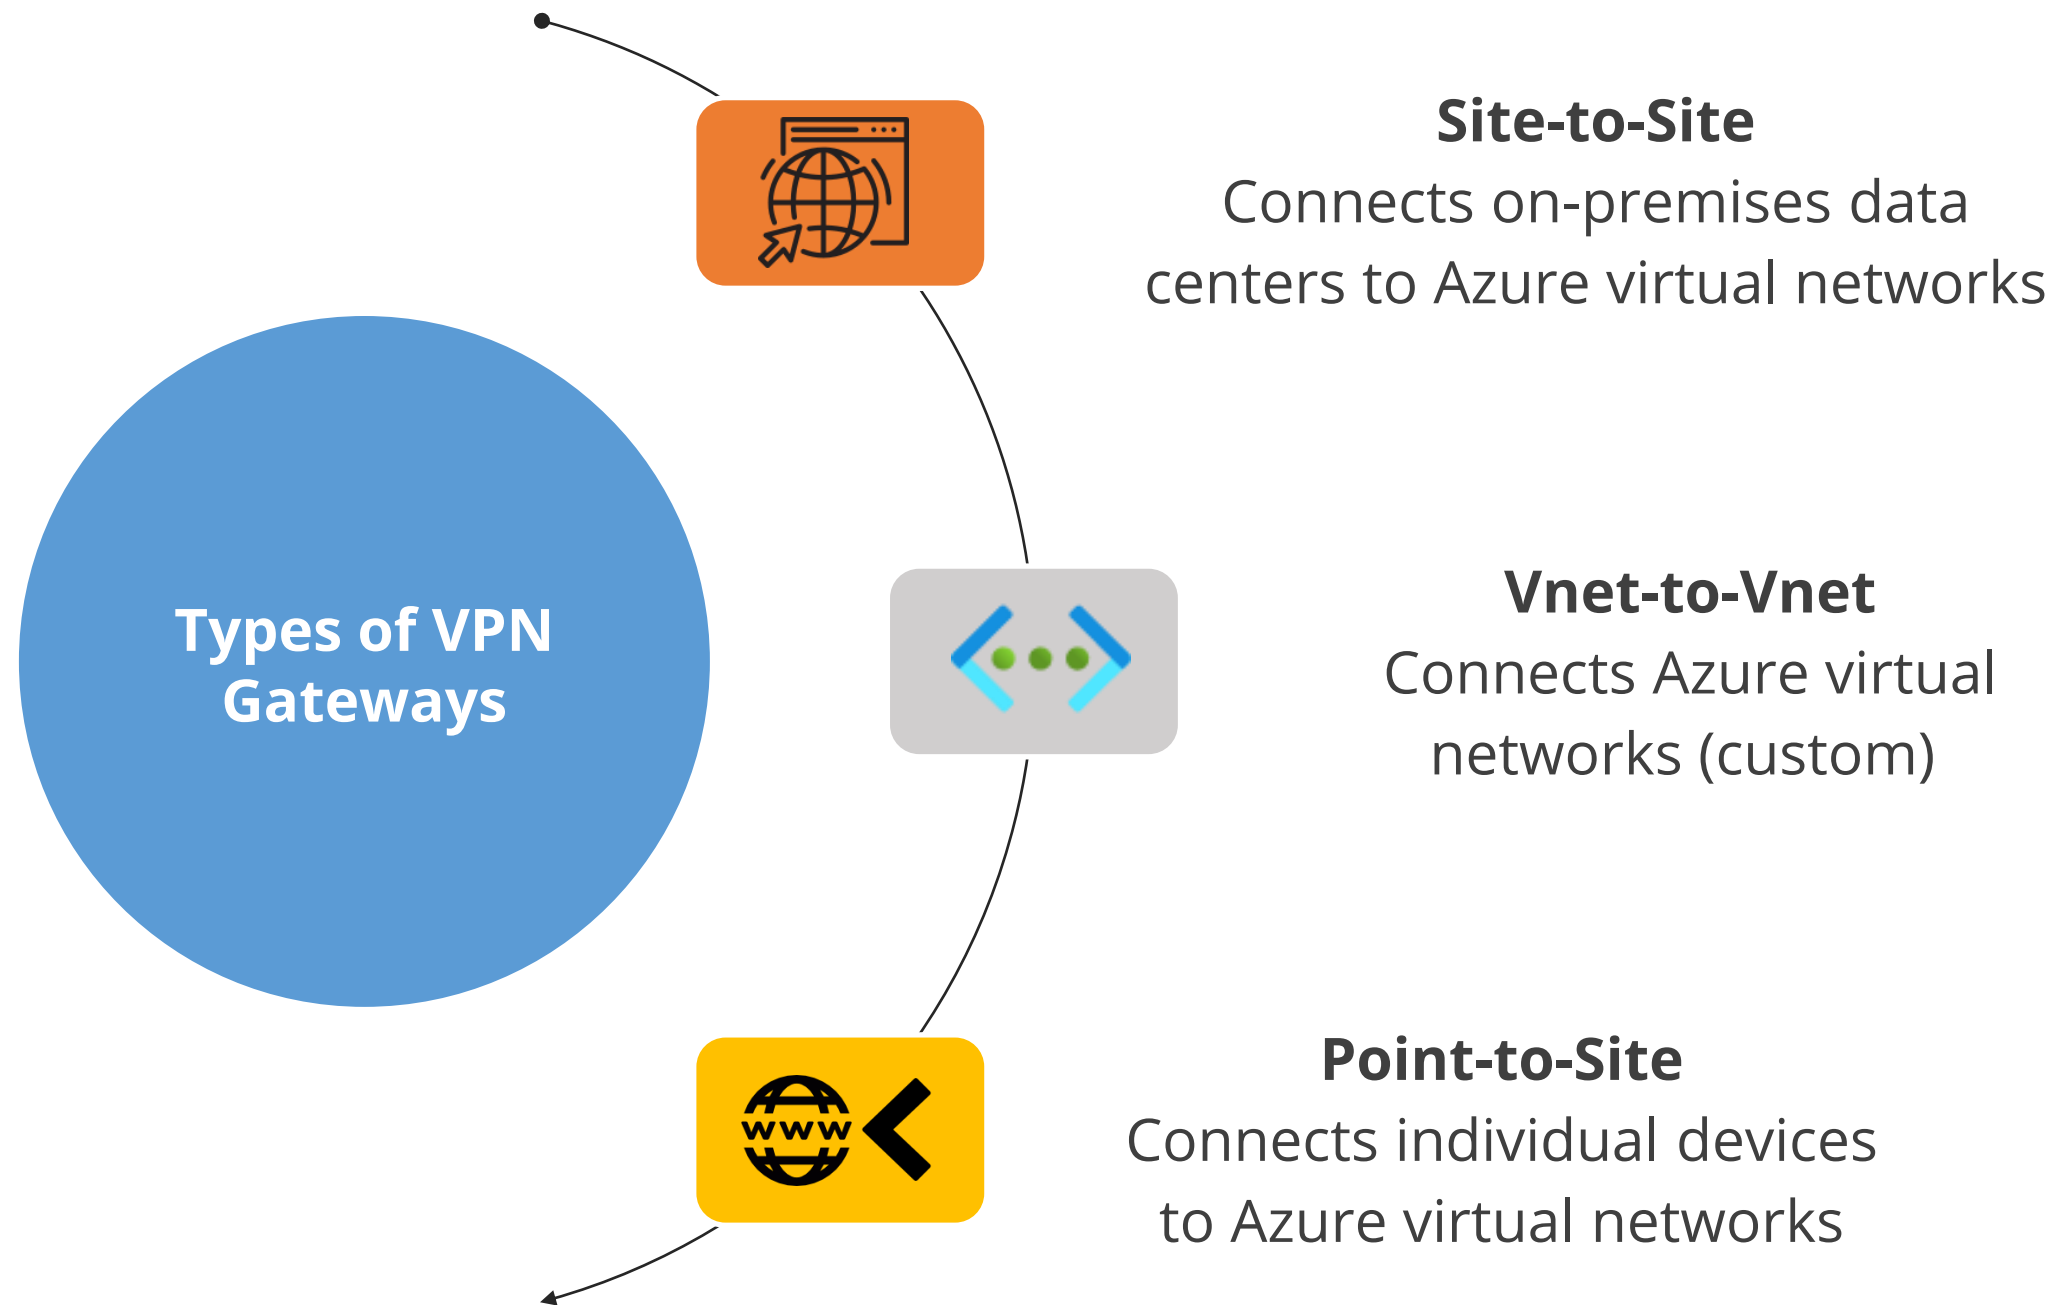 Types of VPN
Gateways
Site-to-Site
Connects on-premises data
centers to Azure virtual networks
Vnet-to-Vnet
Connects Azure virtual
networks (custom)
www
Point-to-Site
Connects individual devices
to Azure virtual networks